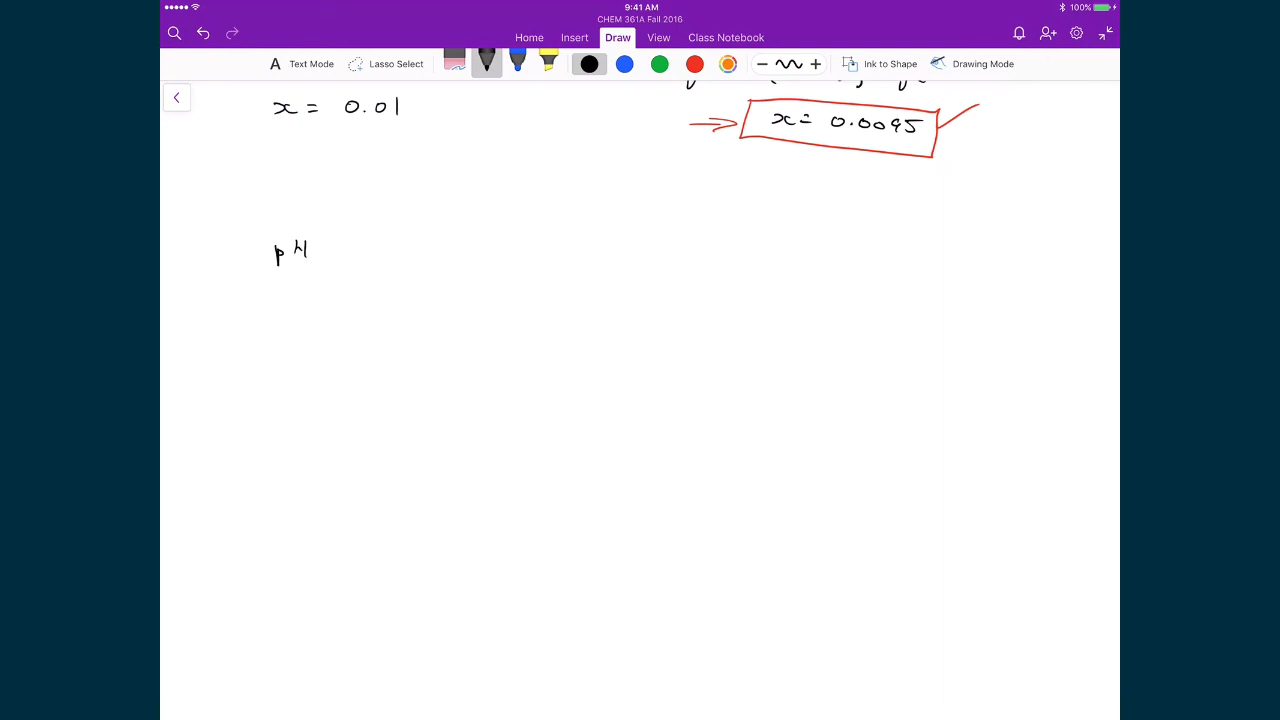 9:41 AM
100%
CHEM 361A Fall 2016
Home Insert Draw View Class Notebook
A Text Mode Lasso Select Ink to Shape Drawing Mode
x = 0.01
x = 0.0095
pH